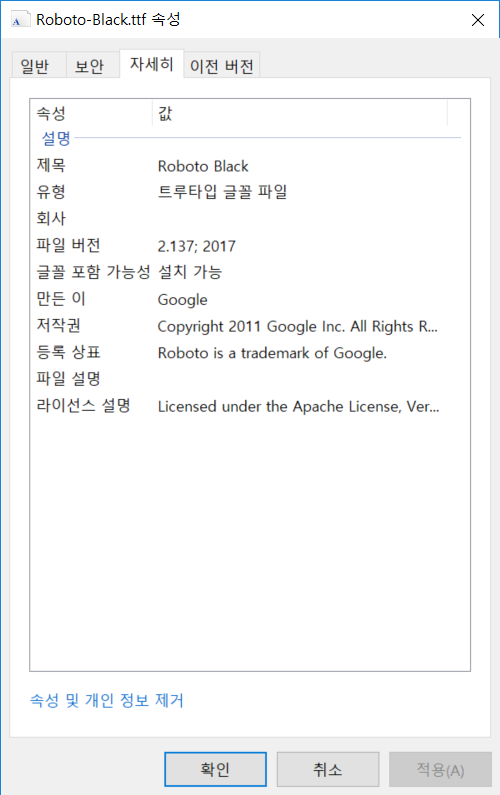 Roboto-Black.ttf 속성
일반 보안 자세히 이전 버전
속성 값
설명
제목 Roboto Black
유형 트루타입 글꼴 파일
회사
파일 버전 2.137; 2017
글꼴 포함 가능성 설치 가능
만든 이 Google
저작권 Copyright 2011 Google Inc. All Rights R...
등록 상표 Roboto is a trademark of Google.
파일 설명
라이선스 설명 Licensed under the Apache License, Ver...
속성 및 개인 정보 제거
확인 취소 적용(A)